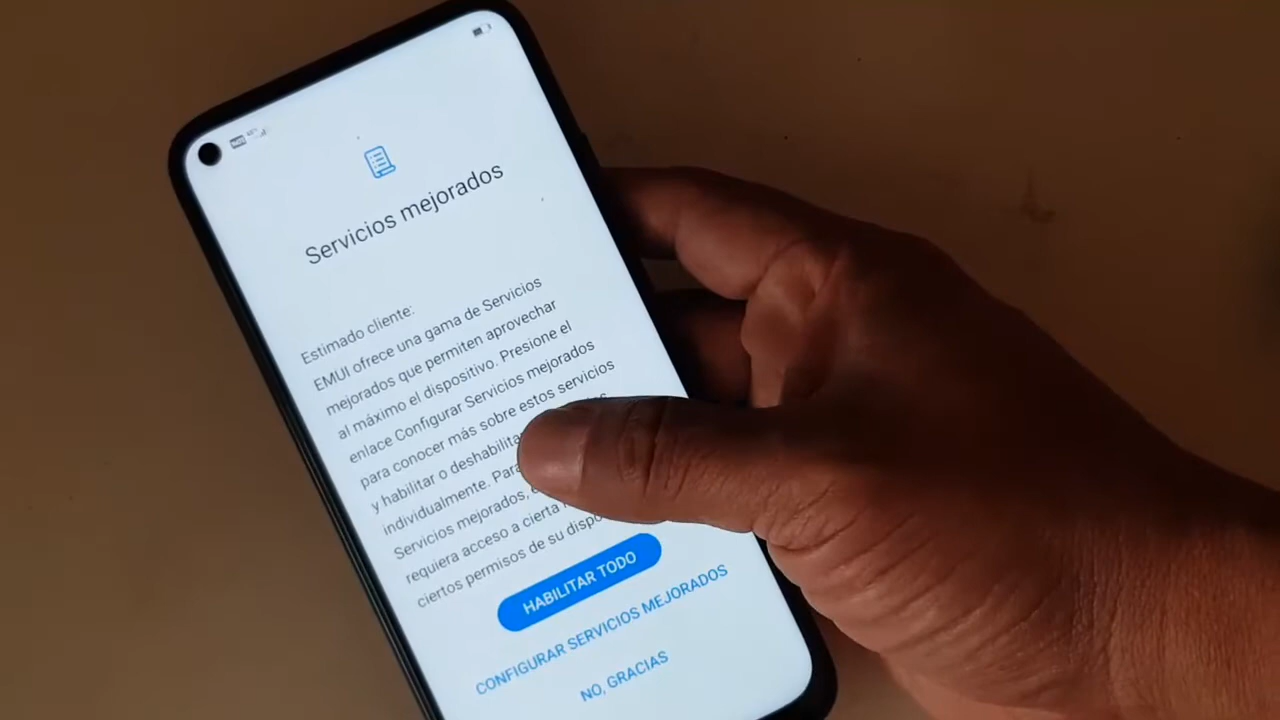 Servicios mejorados
Estimado cliente:
EMUI ofrece una gama de Servicios
mejorados que permiten aprovechar
al máximo el dispositivo. Presione el
enlace Configurar Servicios mejorados
para conocer más sobre estos servicios
y habilitar o
individualmente. Para
Servicios mejorados,
requiera acceso a cierta
ciertos permisos de su
HABILITAR TODO
CONFIGURAR SERVICIOS MEJORADOS
NO, GRACIAS